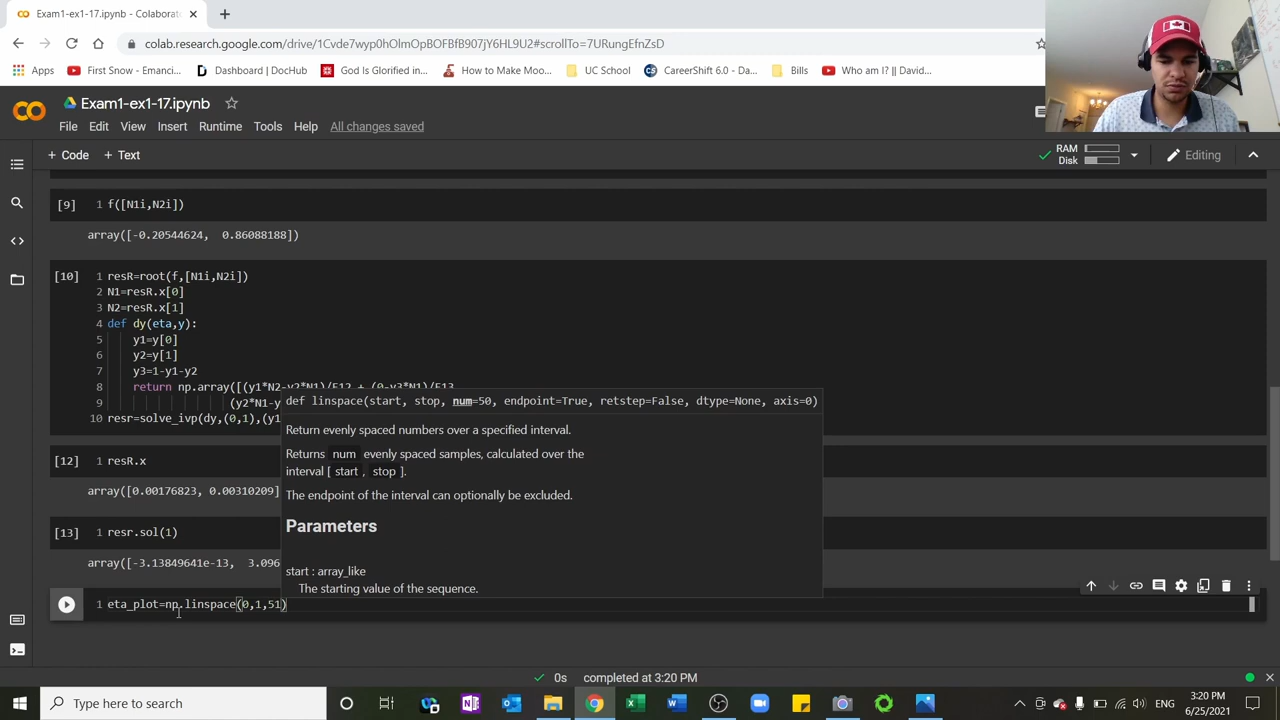 Exam1-ex1-17.ipynb - Colaborato
colab.research.google.com/drive/1Cvde7wyp0hOlmOpBOFBfB907jY6HL9U2#scrollTo=7URungEfnZsD
Apps First Snow - Emanci... Dashboard | DocHub God Is Glorified in... How to Make Moo... UC School CareerShift 6.0 - Da... Bills Who am I? || David...
Exam1-ex1-17.ipynb
File Edit View Insert Runtime Tools Help All changes saved
+ Code + Text RAM Disk Editing
[9] 1 f([N1i,N2i])
array([-0.20544624, 0.86088188])
[10] 1 resR=root(f,[N1i,N2i])
2 N1=resR.x[0]
3 N2=resR.x[1]
4 def dy(eta,y):
5 y1=y[0]
6 y2=y[1]
7 y3=1-y1-y2
8 return np.array([(y1*N2-y2*N1)/F12 + (0-y3*N1)/F13
9 (y2*N1-y
10 resr=solve_ivp(dy,(0,1),(y1
def linspace(start, stop, num=50, endpoint=True, retstep=False, dtype=None, axis=0)
Return evenly spaced numbers over a specified interval.
Returns num evenly spaced samples, calculated over the
interval [ start , stop ].
The endpoint of the interval can optionally be excluded.
Parameters
start : array_like
The starting value of the sequence.
[12] resR.x
array([0.00176823, 0.00310209]
[13] 1 resr.sol(1)
array([-3.13849641e-13, 3.096
1 eta_plot=np.linspace(0,1,51)
0s completed at 3:20 PM
Type here to search
ENG
3:20 PM
6/25/2021